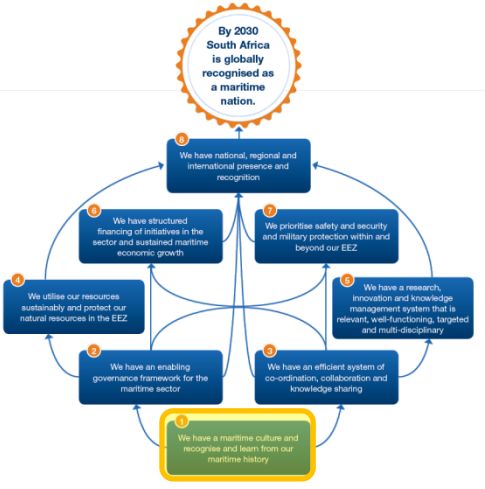 By 2030
South Africa
is globally
recognised as
a maritime
nation.
8
We have national, regional and
international presence and
recognition
6
We have structured
financing of initiatives in the
sector and sustained maritime
economic growth
7
We prioritise safety and security
and military protection within and
beyond our EEZ
4
We utilise our resources
sustainably and protect our
natural resources in the EEZ
5
We have a research,
innovation and knowledge
management system that is
relevant, well-functioning, targeted
and multi-disciplinary
2
We have an enabling
governance framework for the
maritime sector
3
We have an efficient system of
co-ordination, collaboration and
knowledge sharing
1
We have a maritime culture and
recognise and learn from our
maritime history